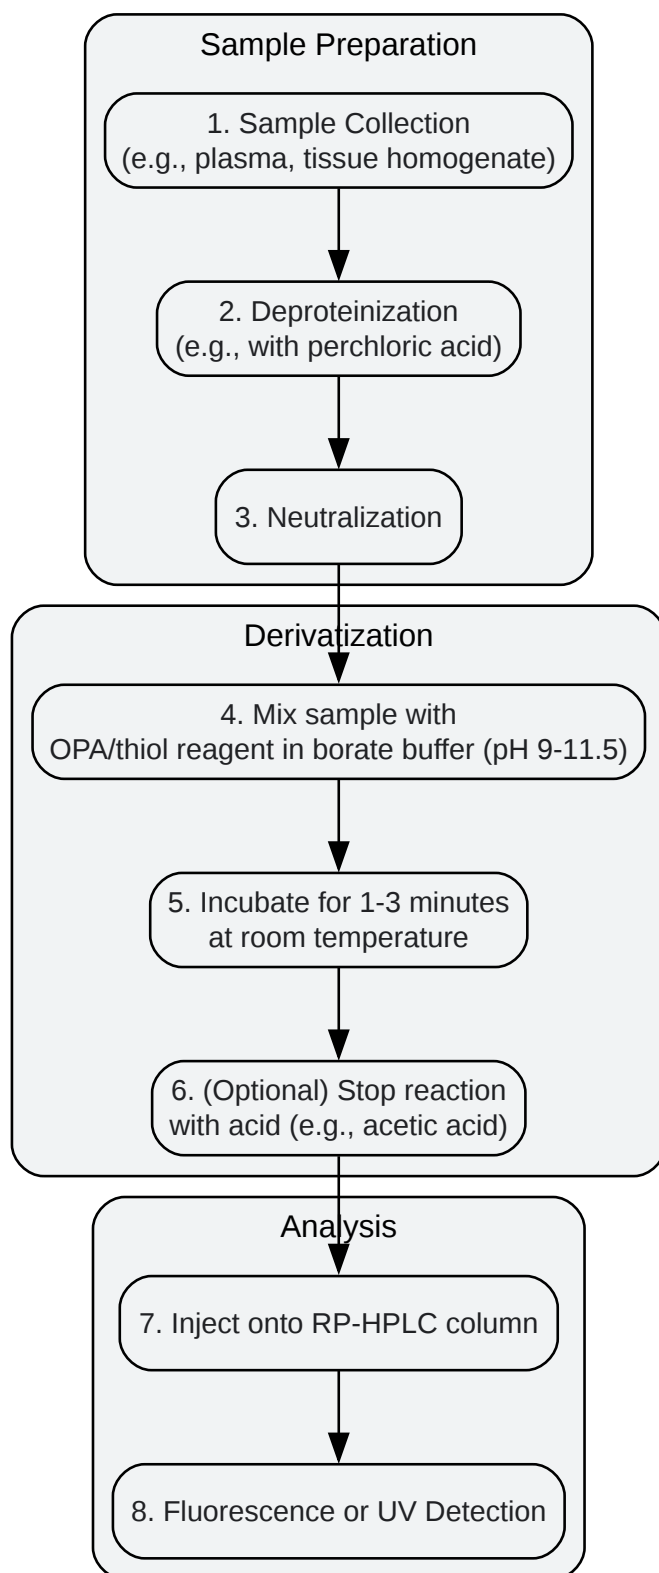 Sample Preparation
1. Sample Collection
(e.g., plasma, tissue homogenate)
2. Deproteinization
(e.g., with perchloric acid)
3. Neutralization
Derivatization
4. Mix sample with
OPA/thiol reagent in borate buffer (pH 9-11.5)
5. Incubate for 1-3 minutes
at room temperature
6. (Optional) Stop reaction
with acid (e.g., acetic acid)
Analysis
7. Inject onto RP-HPLC column
8. Fluorescence or UV Detection